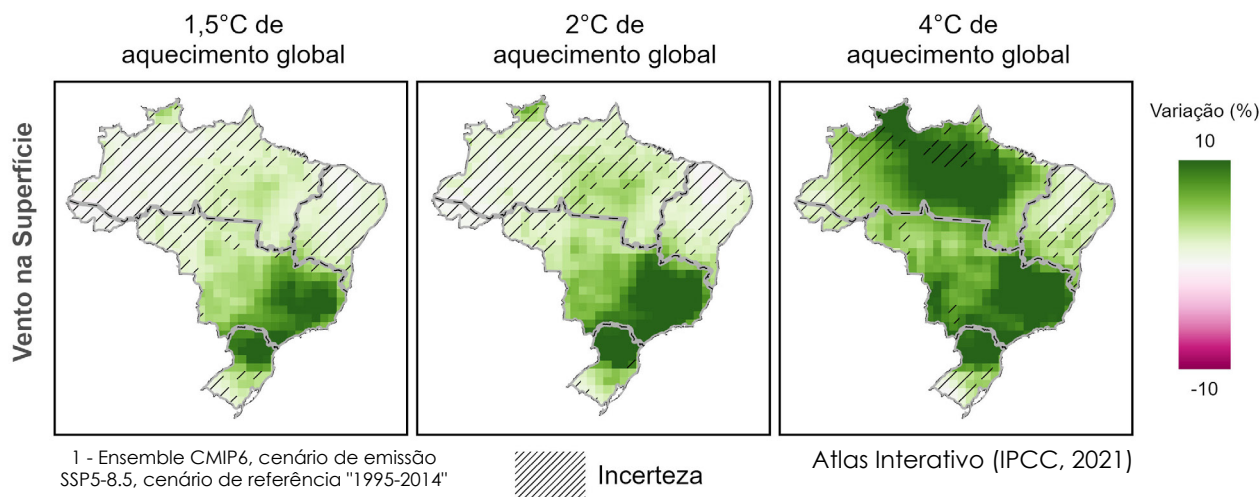 1,5°C de
aquecimento global
2°C de
aquecimento global
4°C de
aquecimento global
Vento na Superfície
Variação (%)
10
-10
1 - Ensemble CMIP6, cenário de emissão
SSP5-8.5, cenário de referência "1995-2014"
Incerteza
Atlas Interativo (IPCC, 2021)